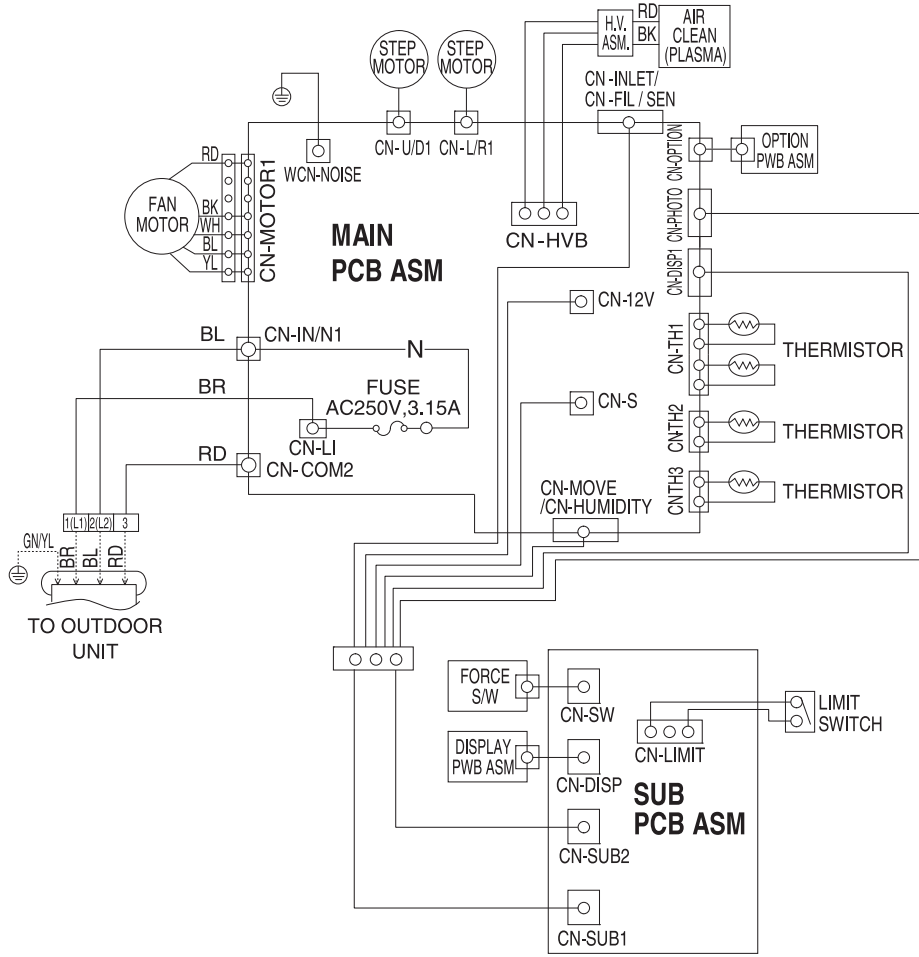 H.V.
ASM.
RD
BK
AIR
CLEAN
(PLASMA)
STEP
MOTOR
STEP
MOTOR
CN -INLET/
CN -FIL / SEN
CN- U/D1
CN- L/R1
WCN-NOISE
CN-OPTION
OPTION
PWB ASM
RD
BK
WH
BL
YL
FAN
MOTOR
CN-MOTOR1
MAIN
PCB ASM
CN-HVB
CN-PHOTO
CN-DISP1
CN-12V
CN-TH1
THERMISTOR
BL
CN-IN/N1
N
BR
FUSE
AC250V,3.15A
CN-S
CN-LI
CN-TH2
THERMISTOR
RD
CN- COM2
CN-MOVE
/CN-HUMIDITY
CNTH3
THERMISTOR
1(L1)
2(L2)
3
GN/YL
BR
BL
RD
TO OUTDOOR
UNIT
FORCE
S/W
CN-SW
LIMIT
SWITCH
CN-LIMIT
DISPLAY
PWB ASM
CN-DISP
SUB
PCB ASM
CN-SUB2
CN-SUB1